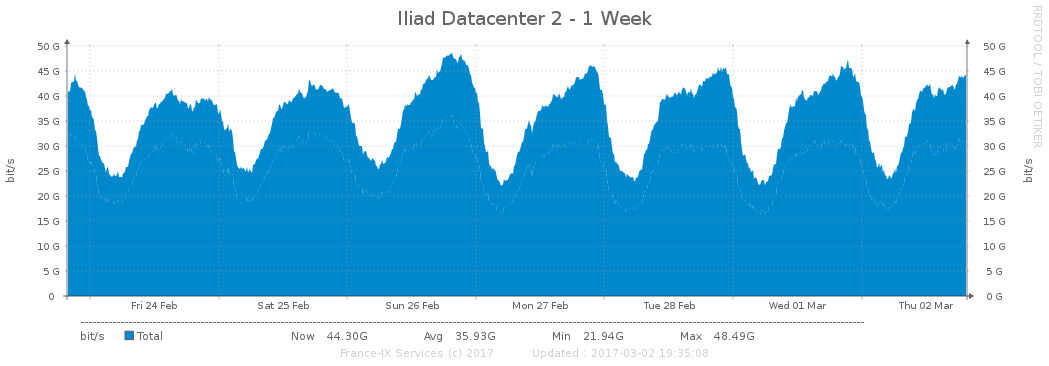 Iliad Datacenter 2 - 1 Week
RRDTOOL / TOBI OETIKER
bit/s
50 G 50 G
45 G 45 G
40 G 40 G
35 G 35 G
30 G 30 G
25 G 25 G
20 G 20 G
15 G 15 G
10 G 10 G
5 G 5 G
0 0 G
bit/s
Fri 24 Feb Sat 25 Feb Sun 26 Feb Mon 27 Feb Tue 28 Feb Wed 01 Mar Thu 02 Mar
bit/s Total Now 44.30G Avg 35.93G Min 21.94G Max 48.49G
France-IX Services (c) 2017 Updated : 2017-03-02 19:35:08